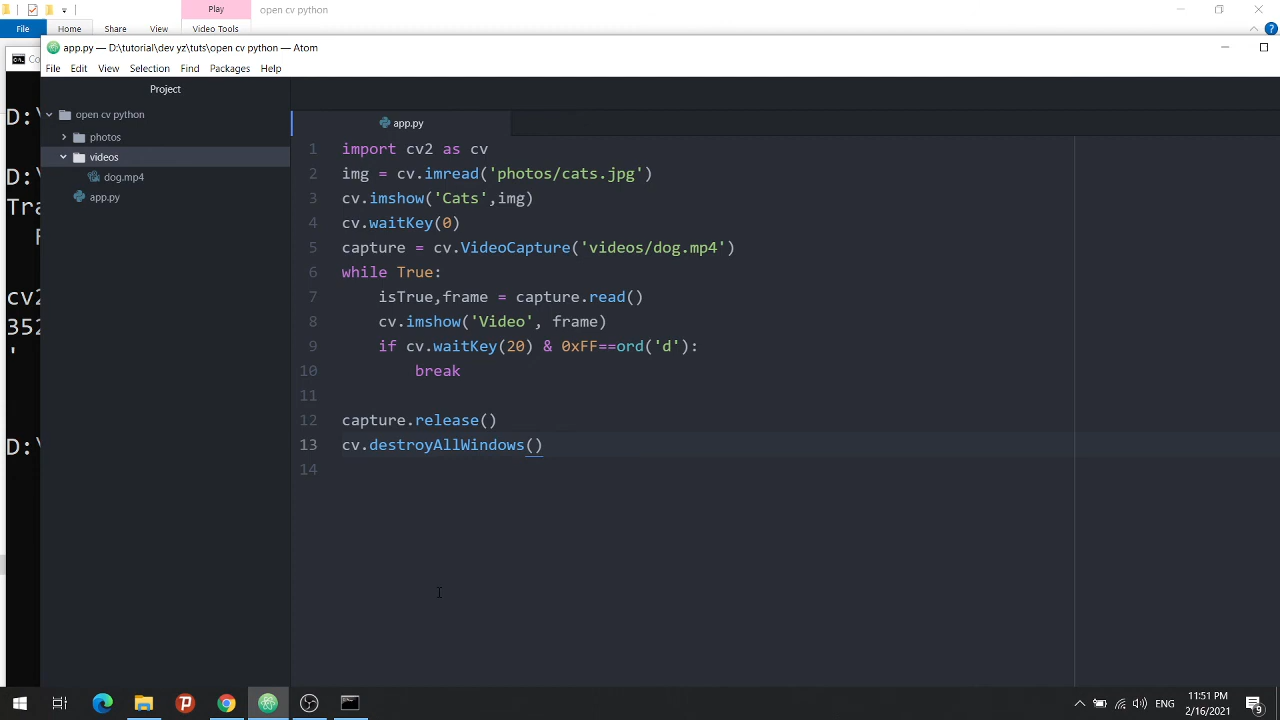 Play
open cv python
File
Home
Share
View
Video Tools
app.py — D:\tutorial\dev yz\tuts\open cv python — Atom
File Edit View Selection Find Packages Help
Project
open cv python
photos
videos
dog.mp4
app.py
D:\
D:\
Tra
F
cv2
352
'
D:\
app.py
1 import cv2 as cv
2 img = cv.imread('photos/cats.jpg')
3 cv.imshow('Cats',img)
4 cv.waitKey(0)
5 capture = cv.VideoCapture('videos/dog.mp4')
6 while True:
7 isTrue,frame = capture.read()
8 cv.imshow('Video', frame)
9 if cv.waitKey(20) & 0xFF==ord('d'):
10 break
11
12 capture.release()
13 cv.destroyAllWindows()
14
ENG
11:51 PM
2/16/2021
9